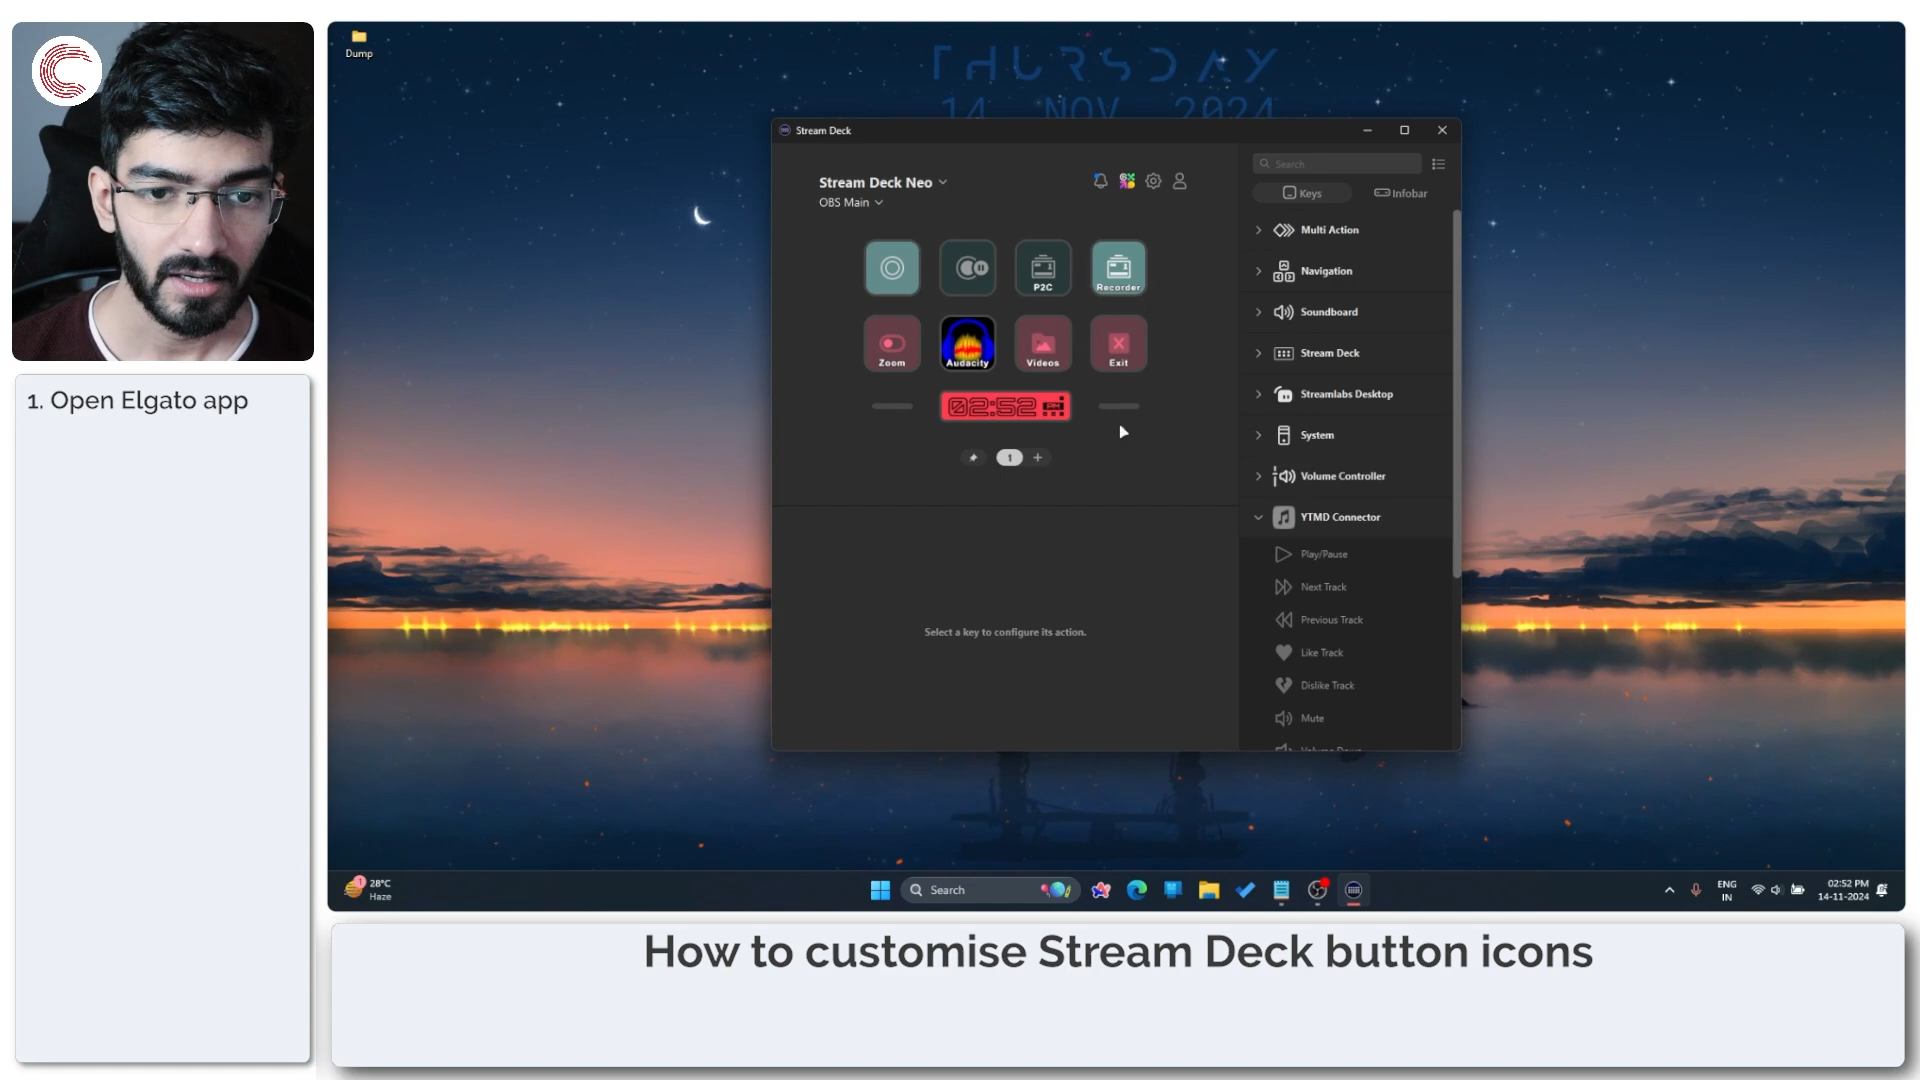 Dump
THURSDAY
14 NOV 2024
Stream Deck
Stream Deck Neo
OBS Main
Search
Keys
Infobar
Multi Action
Navigation
Soundboard
Stream Deck
Streamlabs Desktop
System
Volume Controller
YTMD Connector
Play/Pause
Next Track
Previous Track
Like Track
Dislike Track
Mute
Volume Down
P2C
Recorder
Zoom
Audacity
Videos
Exit
02:52 PM
1
Select a key to configure its action.
1. Open Elgato app
1
28°C
Haze
Search
ENG
IN
02:52 PM
14-11-2024
How to customise Stream Deck button icons